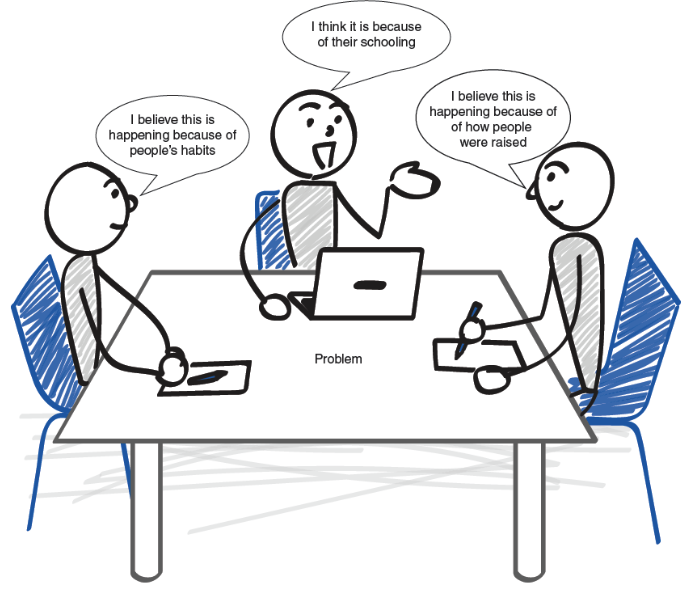 I think it is because
of their schooling
I believe this is
happening because of
people's habits
I believe this is
happening because of
of how people
were raised
Problem